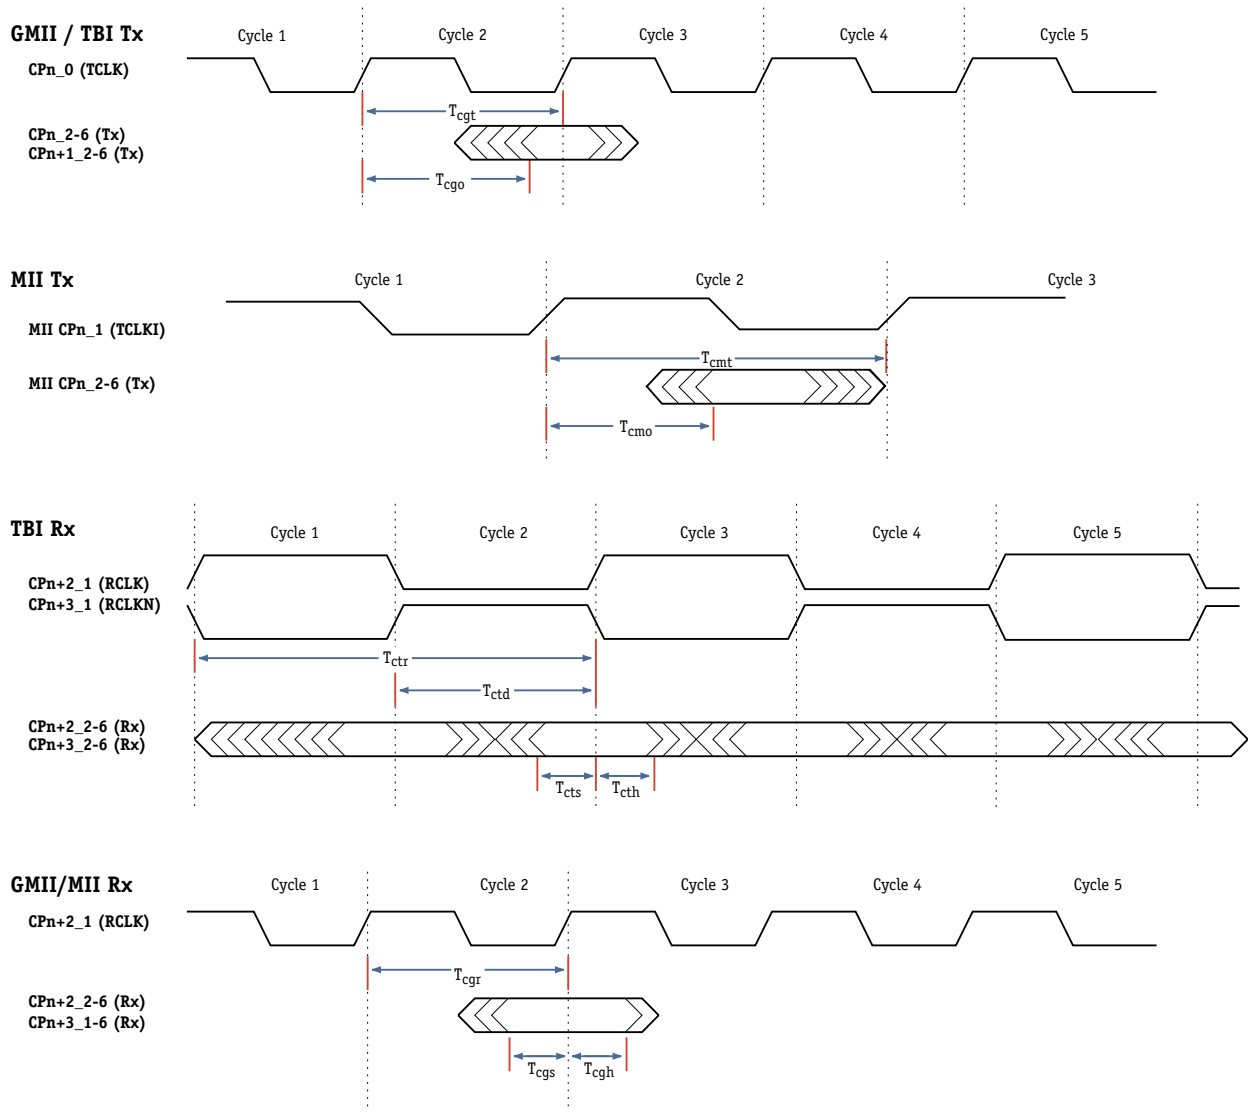 GMII / TBI Tx
Cycle 1 Cycle 2 Cycle 3 Cycle 4 Cycle 5
CPn_0 (TCLK)
Tcgt
CPn_2-6 (Tx)
CPn+1_2-6 (Tx)
Tcgo
MII Tx
Cycle 1 Cycle 2 Cycle 3
MII CPn_1 (TCLKI)
Tcmt
MII CPn_2-6 (Tx)
Tcmo
TBI Rx
Cycle 1 Cycle 2 Cycle 3 Cycle 4 Cycle 5
CPn+2_1 (RCLK)
CPn+3_1 (RCLKN)
Tctr
Tctd
CPn+2_2-6 (Rx)
CPn+3_2-6 (Rx)
Tcts Tcth
GMII/MII Rx
Cycle 1 Cycle 2 Cycle 3 Cycle 4 Cycle 5
CPn+2_1 (RCLK)
Tcgr
CPn+2_2-6 (Rx)
CPn+3_1-6 (Rx)
Tcgs Tcgh